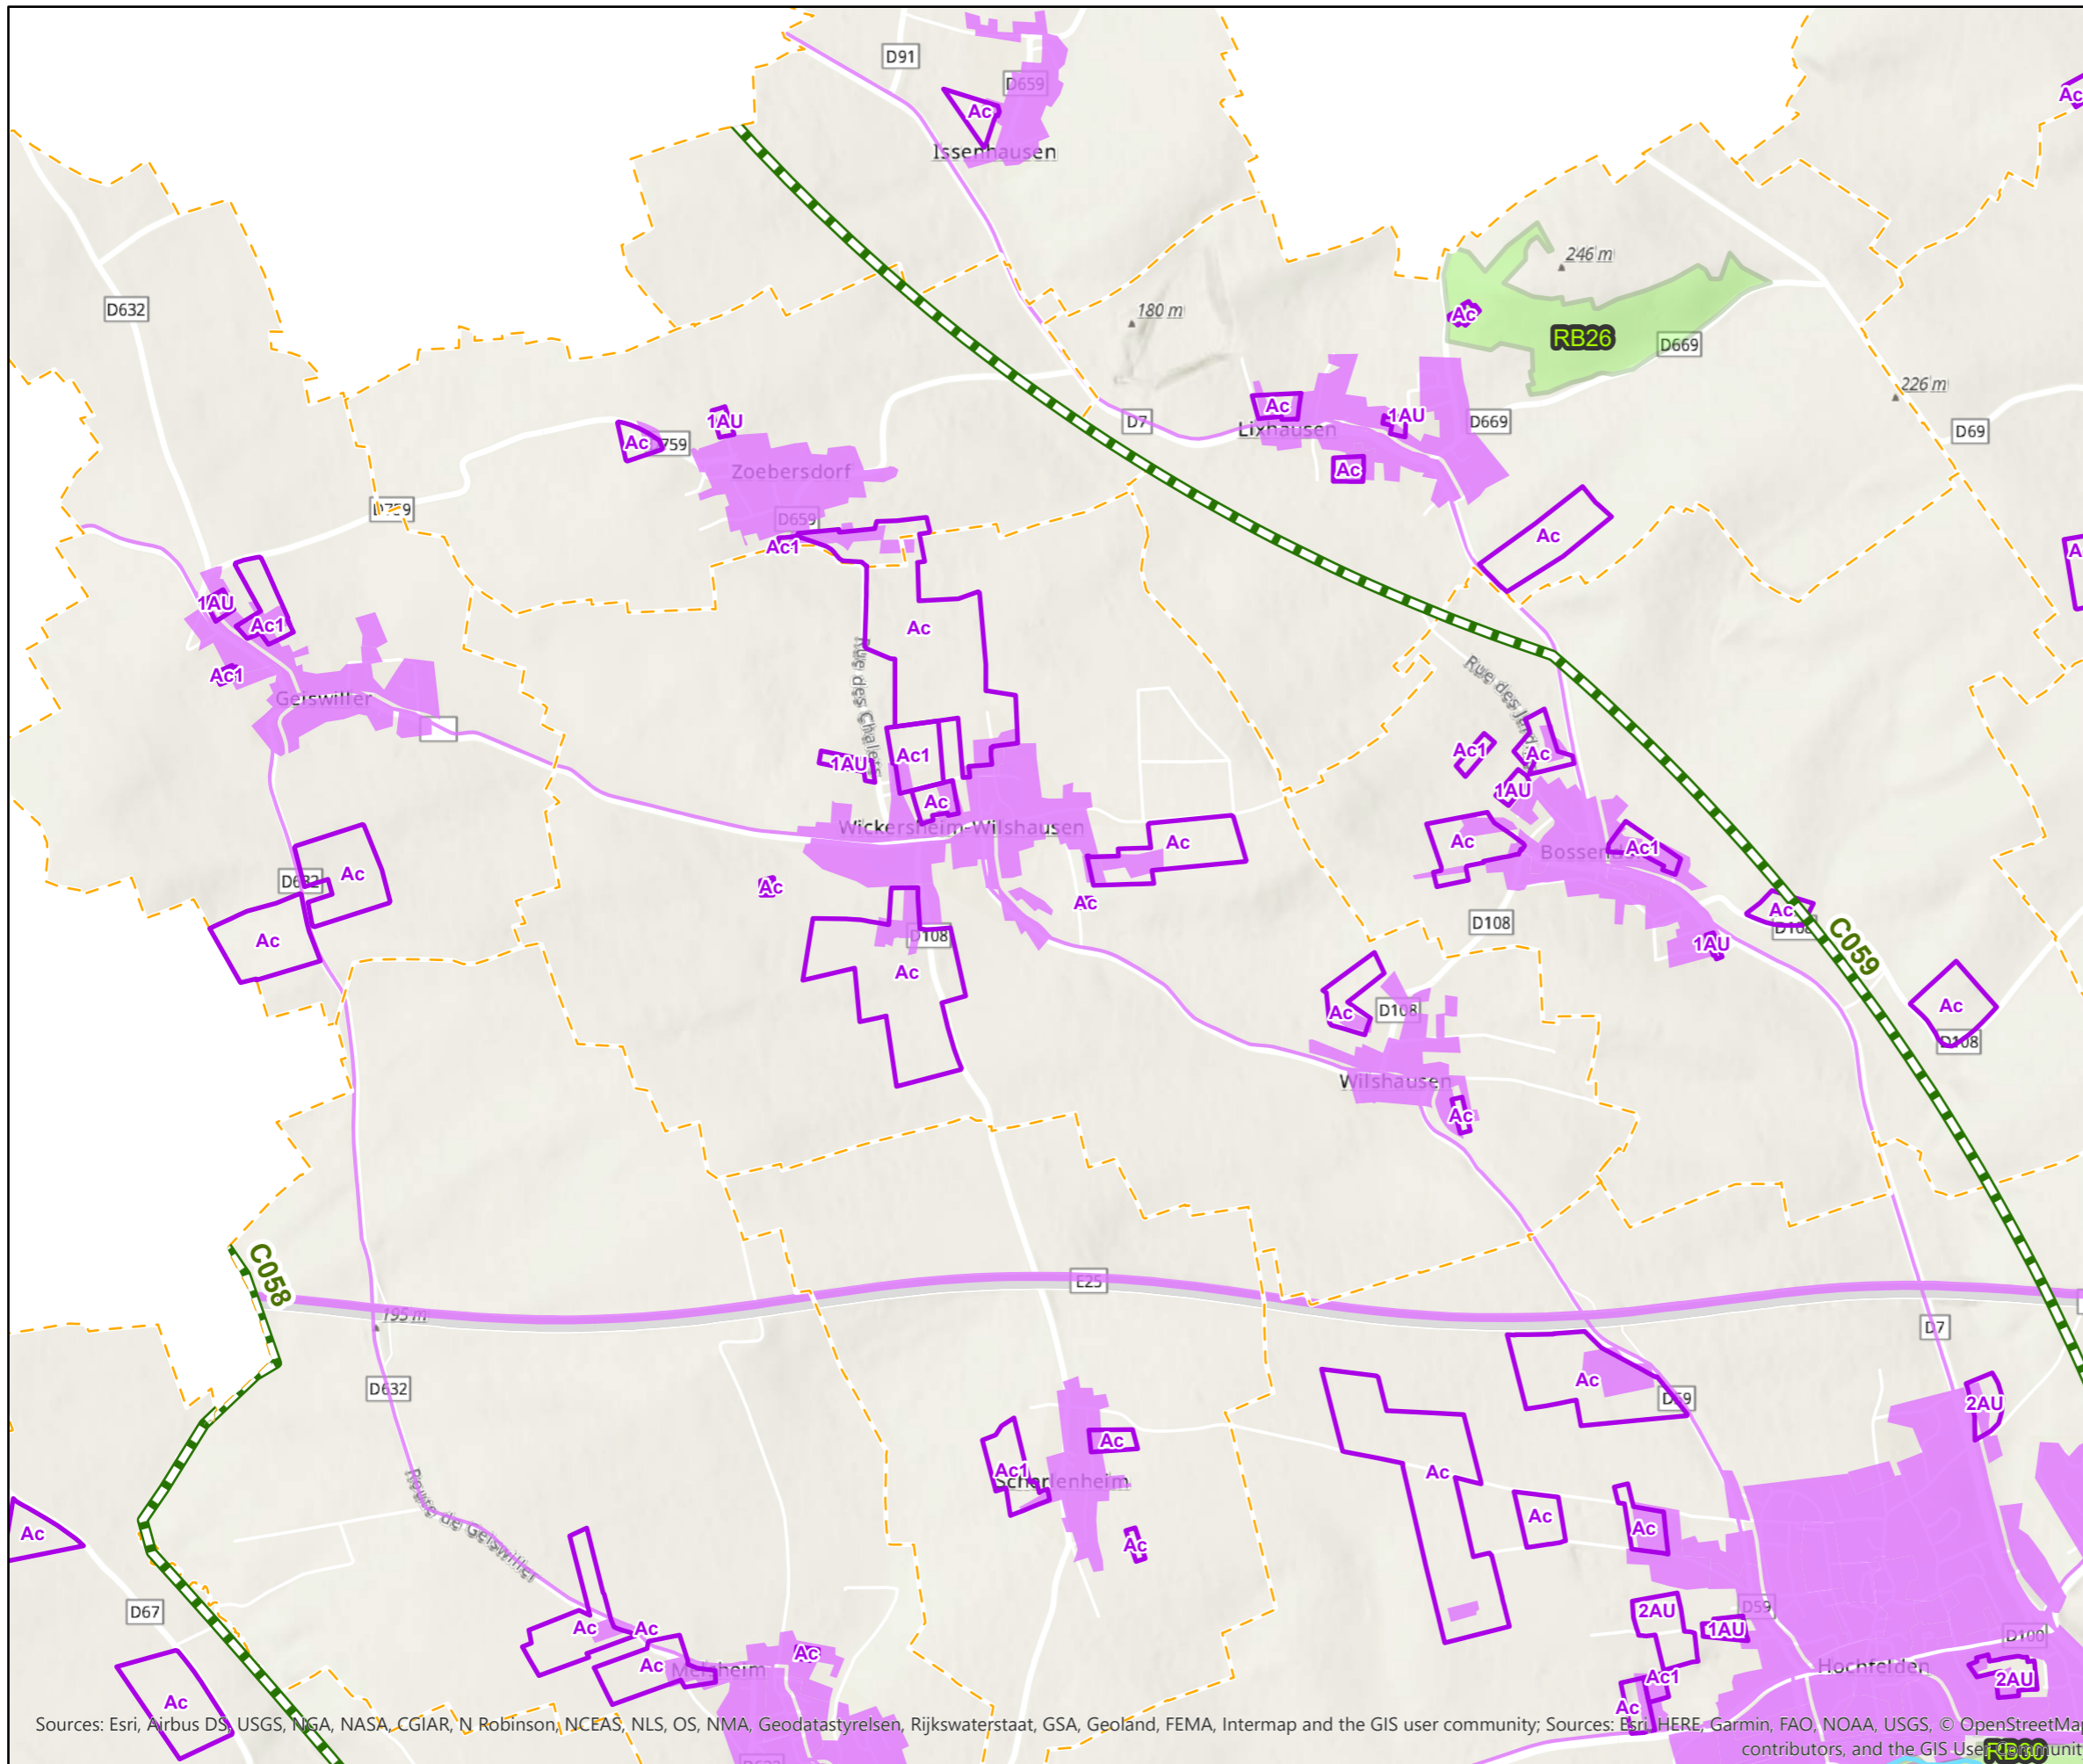 D91
D659
Ac
Ac
Issenhausen
246 m
D632
180 m
Ac
RB26
D669
226 m
1AU
Ac
Ac
1AU
D7
D669
D69
Lixhausen
Zoebersdorf
Ac
D759
D659
Ac1
Ac
1AU
Ac1
Ac
Rue des Chalets
Ac1
Geiswiller
Ac1
Ac1
Ac
1AU
1AU
Ac
Wickersheim-Wilshausen
Ac
Ac
Ac1
D632
Ac
Ac
Ac
Ac
D108
C059
Ac
D108
D108
1AU
Ac
Ac
Ac
D108
D108
Wilshausen
Ac
C058
E25
195 m
D7
D632
Ac
D59
2AU
Ac
Ac1
Scherlenheim
Ac
Route de Geiswiller
Ac
Ac
Ac
Ac
D67
2AU
D59
1AU
Ac
Ac
Ac
Ac
Melsheim
D100
Hochfelden
Ac1
2AU
Ac
Ac
Sources: Esri, Airbus DS, USGS, NGA, NASA, CGIAR, N Robinson, NCEAS, NLS, OS, NMA, Geodatastyrelsen, Rijkswaterstaat, GSA, Geoland, FEMA, Intermap and the GIS user community; Sources: Esri, HERE, Garmin, FAO, NOAA, USGS, © OpenStreetMap
contributors, and the GIS User Community